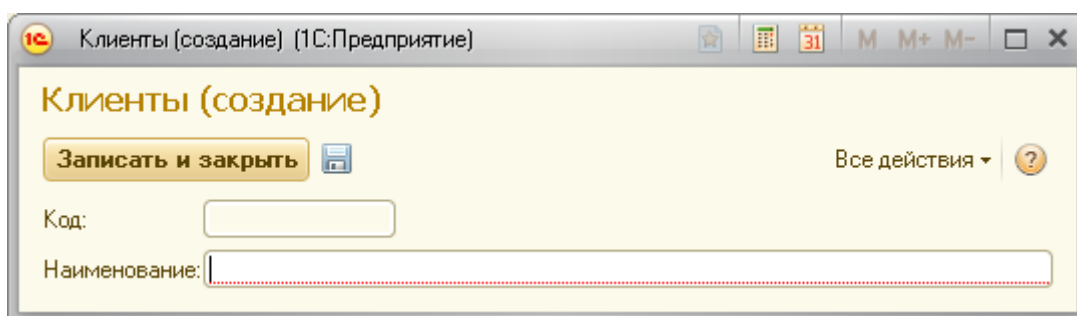 1С Клиенты (создание) (1С:Предприятие) 31 M M+ M-
Клиенты (создание)
Записать и закрыть Все действия ?
Код:
Наименование: